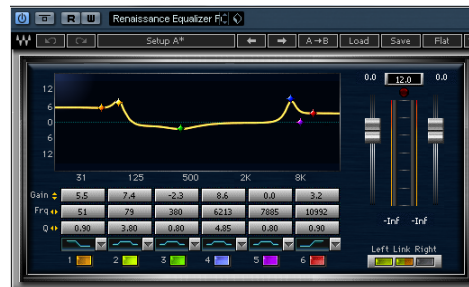 R W Renaissance Equalizer
Setup A* A→B Load Save Flat
0.0 12.0 0.0
12
6
0
6
12
31 125 500 2K 8K
Gain 5.5 7.4 -2.3 8.6 0.0 3.2
Frq 51 79 380 6213 7885 10992
Q 0.90 3.80 0.80 4.85 0.80 0.90
1 2 3 4 5 6
-Inf -Inf
Left Link Right